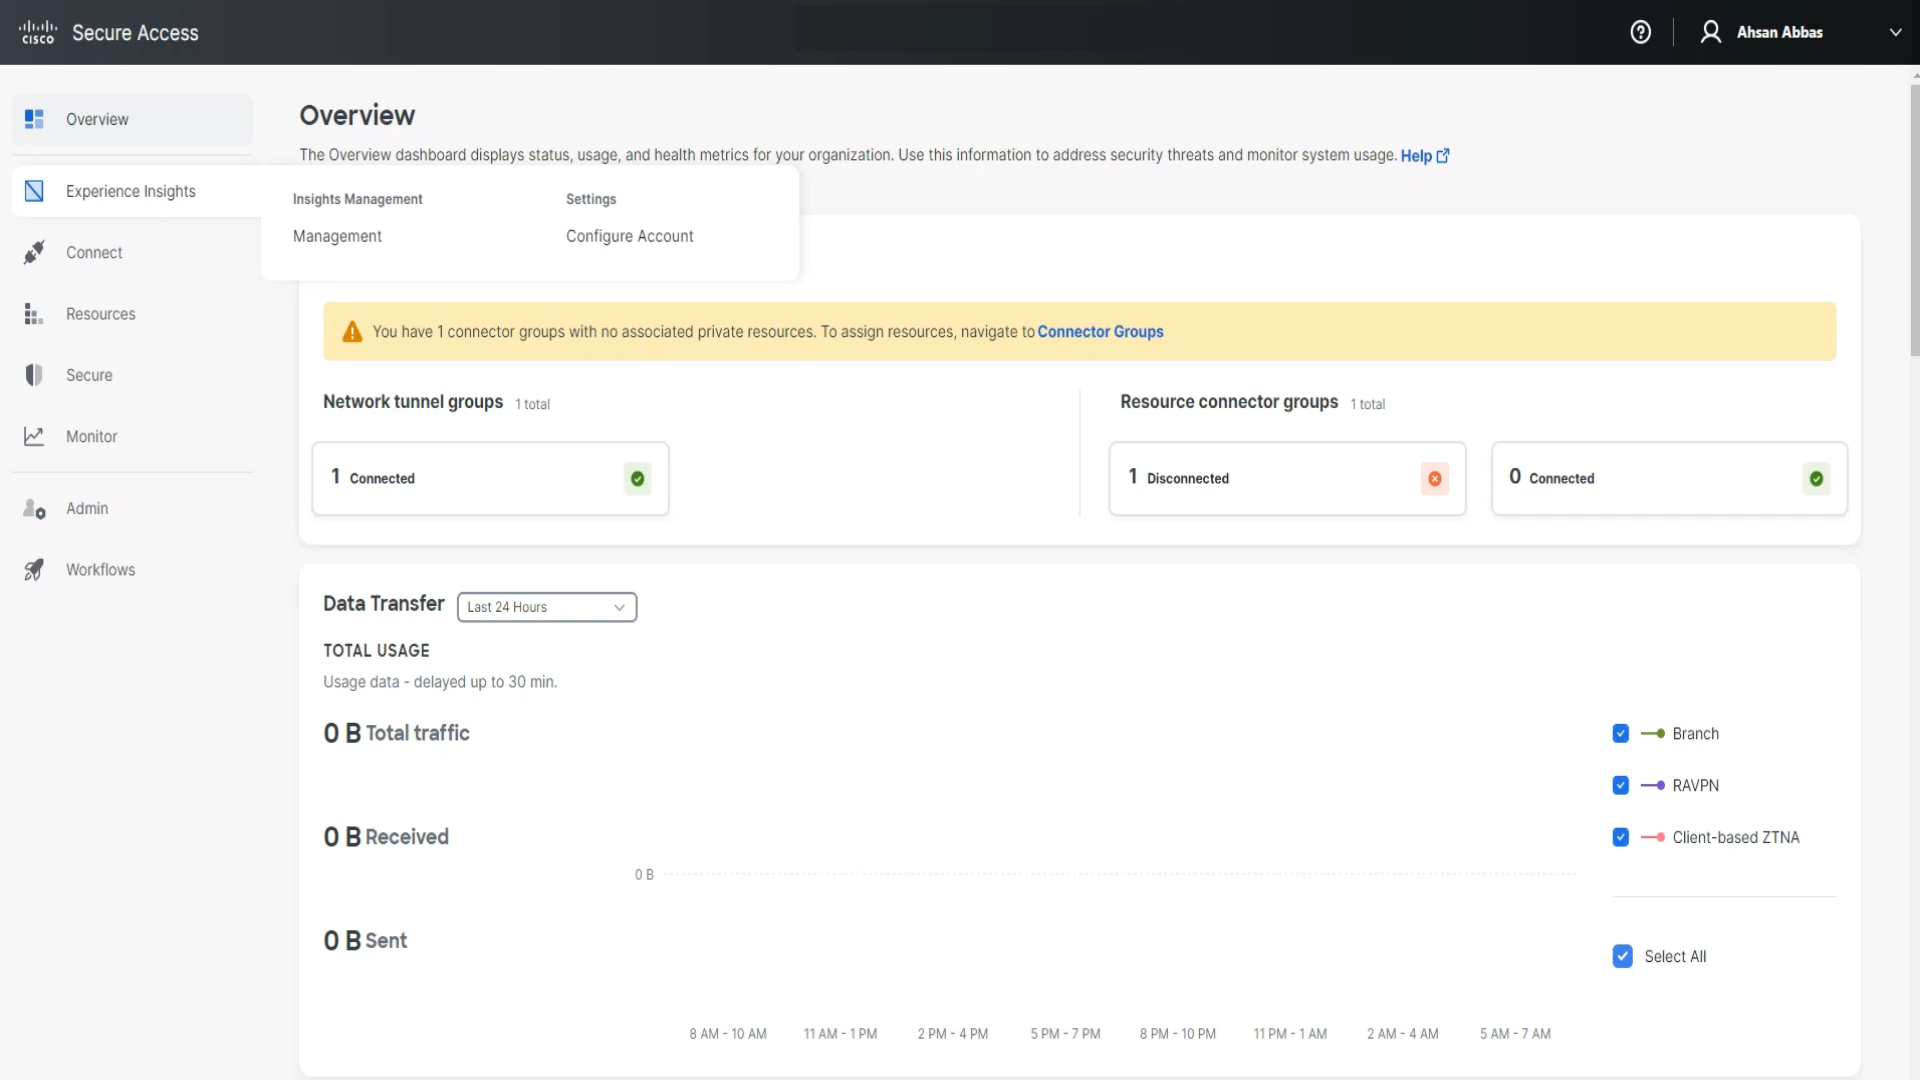 CISCO Secure Access
Ahsan Abbas
Overview
Experience Insights
Connect
Resources
Secure
Monitor
Admin
Workflows
Overview
The Overview dashboard displays status, usage, and health metrics for your organization. Use this information to address security threats and monitor system usage. Help
Insights Management
Management
Settings
Configure Account
You have 1 connector groups with no associated private resources. To assign resources, navigate to Connector Groups
Network tunnel groups 1 total
1 Connected
Resource connector groups 1 total
1 Disconnected
0 Connected
Data Transfer Last 24 Hours
TOTAL USAGE
Usage data - delayed up to 30 min.
0 B Total traffic
0 B Received
0 B Sent
0 B
8 AM - 10 AM 11 AM - 1 PM 2 PM - 4 PM 5 PM - 7 PM 8 PM - 10 PM 11 PM - 1 AM 2 AM - 4 AM 5 AM - 7 AM
Branch
RAVPN
Client-based ZTNA
Select All